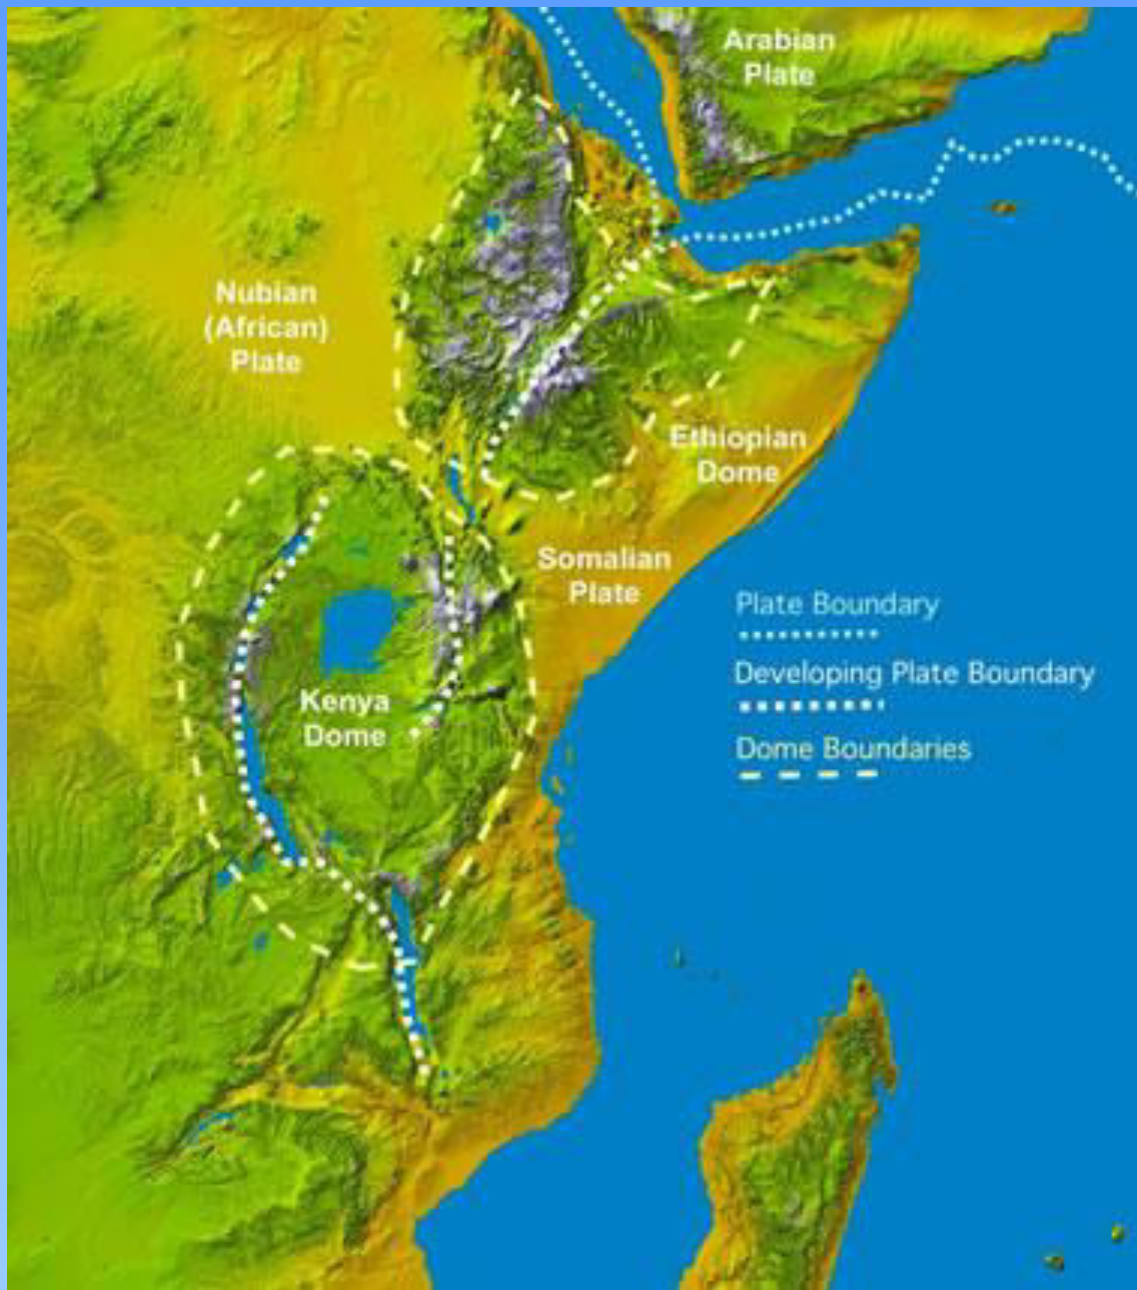 Arabian
Plate
Nubian
(African)
Plate
Ethiopian
Dome
Somalian
Plate
Plate Boundary
Developing Plate Boundary
Kenya
Dome
Dome Boundaries